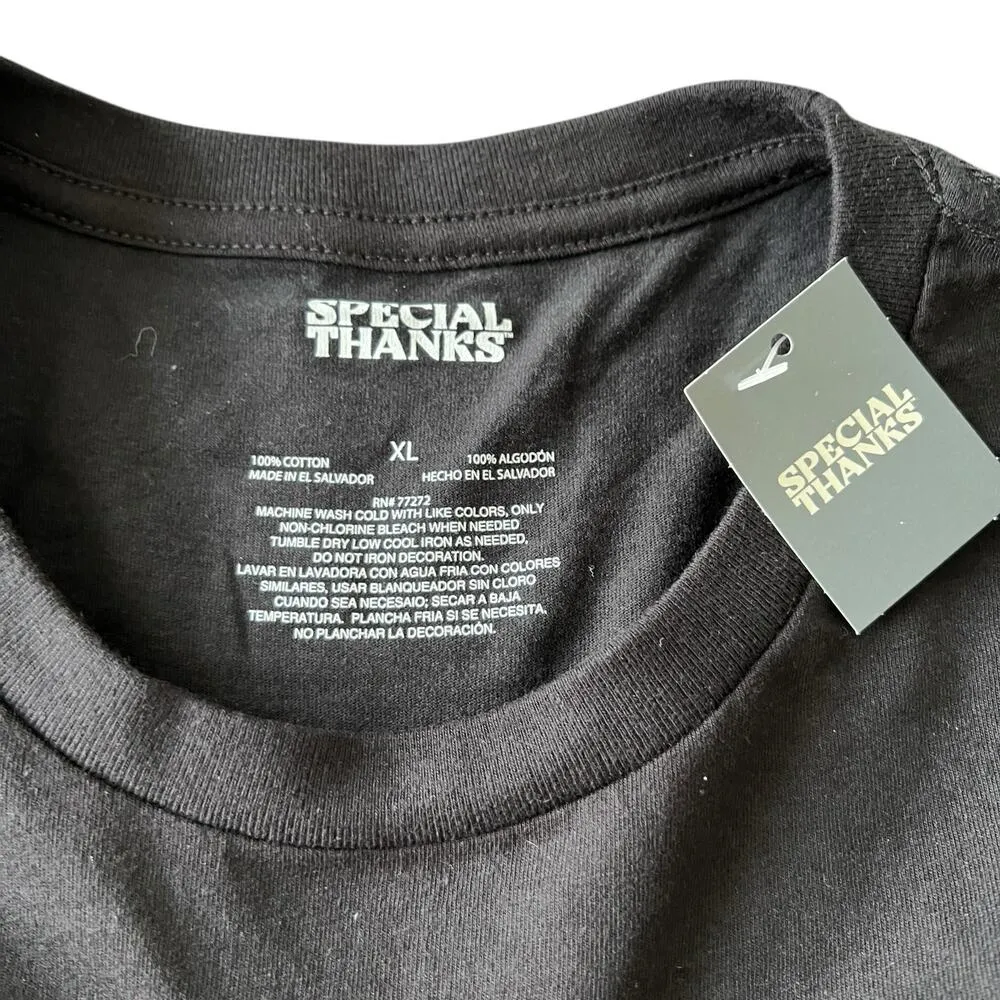 SPECIAL
THANKS™
XL
100% COTTON
MADE IN EL SALVADOR
100% ALGODÓN
HECHO EN EL SALVADOR
RN# 77272
MACHINE WASH COLD WITH LIKE COLORS, ONLY
NON-CHLORINE BLEACH WHEN NEEDED
TUMBLE DRY LOW COOL IRON AS NEEDED,
DO NOT IRON DECORATION.
LAVAR EN LAVADORA CON AGUA FRIA CON COLORES
SIMILARES, USAR BLANQUEADOR SIN CLORO
CUANDO SEA NECESAIO; SECAR A BAJA
TEMPERATURA. PLANCHA FRIA SI SE NECESITA,
NO PLANCHAR LA DECORACIÓN.
SPECIAL
THANKS™